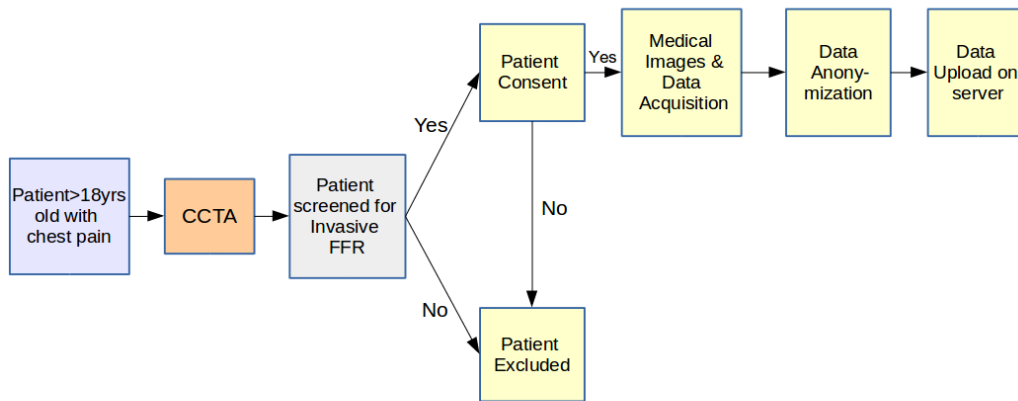 Patient>18yrs
old with
chest pain
CCTA
Patient
screened for
Invasive
FFR
Yes
No
Patient
Consent
Yes
No
Patient
Excluded
Medical
Images &
Data
Acquisition
Data
Anony-
mization
Data
Upload on
server